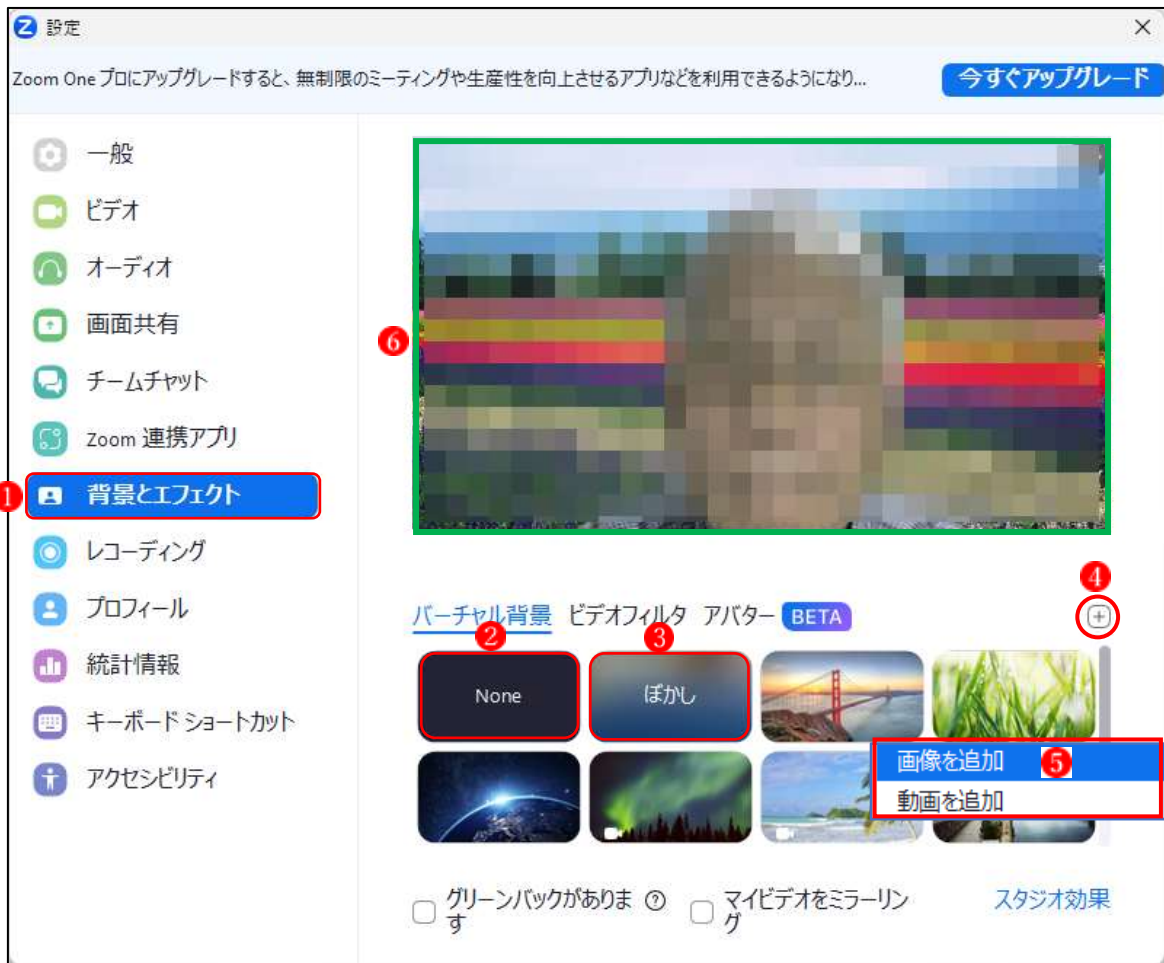 設定
Zoom One プロにアップグレードすると、無制限のミーティングや生産性を向上させるアプリなどを利用できるようになり...
今すぐアップグレード
一般
ビデオ
オーディオ
画面共有
チームチャット
Zoom 連携アプリ
1
背景とエフェクト
レコーディング
プロフィール
統計情報
キーボード ショートカット
アクセシビリティ
6
4
バーチャル背景 ビデオフィルタ アバター BETA
2
3
None
ぼかし
画像を追加 5
動画を追加
グリーンバックがありま
す
マイビデオをミラーリン
グ
スタジオ効果